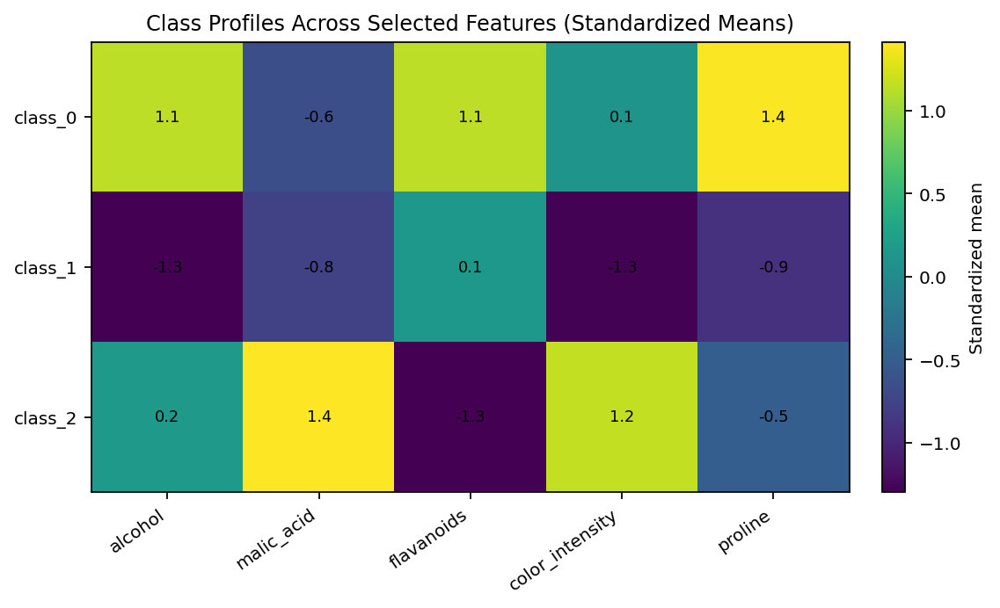 Class Profiles Across Selected Features (Standardized Means)
class_0 1.1 -0.6 1.1 0.1 1.4
class_1 -1.3 -0.8 0.1 -1.3 -0.9
class_2 0.2 1.4 -1.3 1.2 -0.5
alcohol malic_acid flavanoids color_intensity proline
1.0
0.5
0.0
−0.5
−1.0
Standardized mean